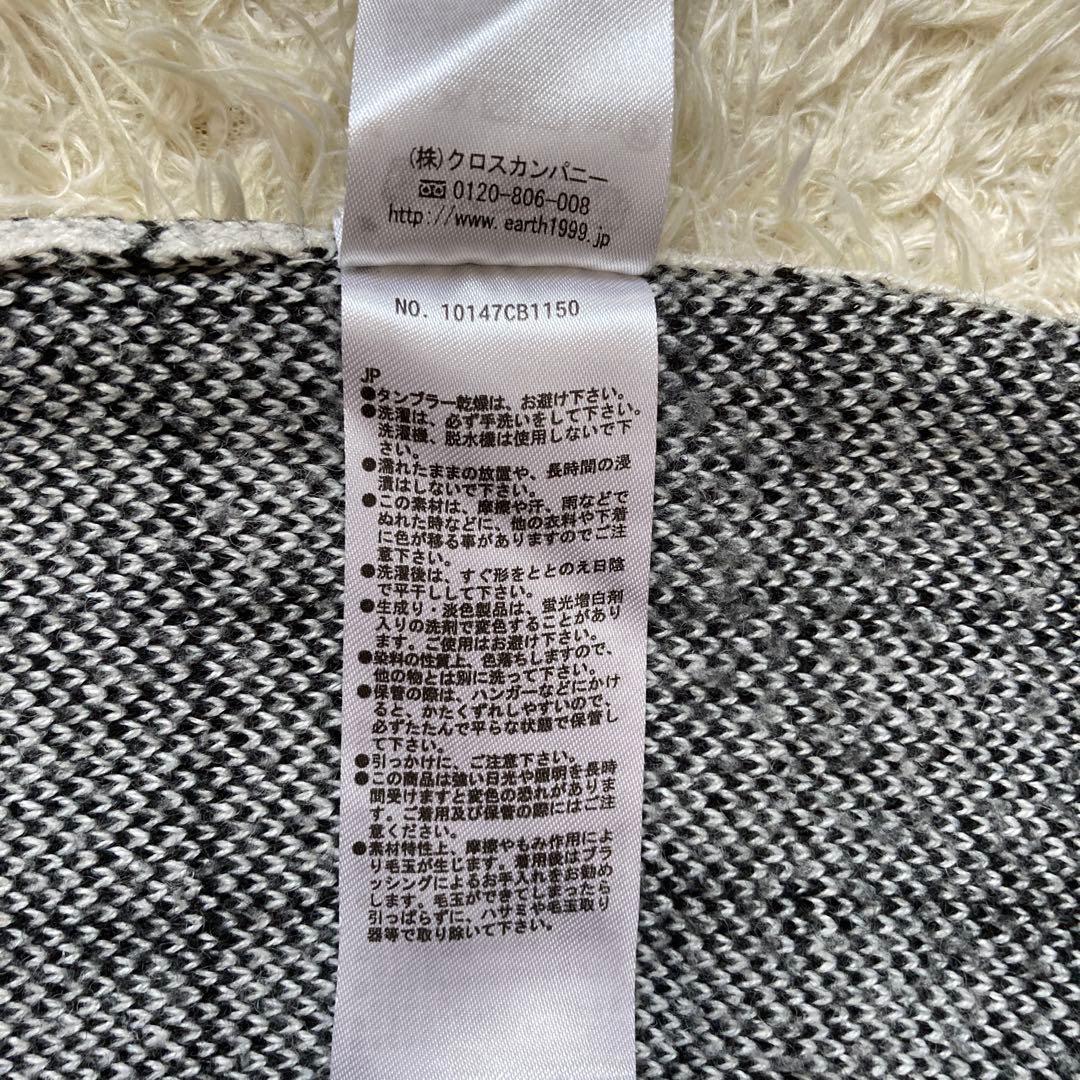 (株)クロスカンパニー
0120-806-008
http://www.earth1999.jp
NO. 10147CB1150
JP
●タンブラー乾燥は、お避け下さい。
●洗濯は、必ず手洗いをして下さい。
洗濯機、脱水機は使用しないで下
さい。
●濡れたままの放置や、長時間の浸
漬はしないで下さい。
●この素材は、摩擦や汗、雨などで
ぬれた時などに、他の衣料や下着
に色が移る事がありますのでご注
意下さい。
●洗濯後は、すぐ形をととのえ日陰
で平干しして下さい。
●生成り・淡色製品は、蛍光増白剤
入りの洗剤で変色することがあり
ます。ご使用はお避け下さい。
●染料の性質上、色落ちしますので、
他の物とは別に洗って下さい。
●保管の際は、ハンガーなどにかけ
ると、かたくずれしやすいので、
必ずたたんで平らな状態で保管し
て下さい。
●引っかけに、ご注意下さい。
●この商品は強い日光や照明を長時
間受けますと変色の恐れがありま
す。ご着用及び保管の際にはご注
意ください。
●素材特性上、摩擦やもみ作用によ
り毛玉が生じます。着用後はブラ
ッシングによるお手入れをお勧め
します。毛玉ができてしまったら
引っぱらずに、ハサミや毛玉取り
器等で取り除いて下さい。